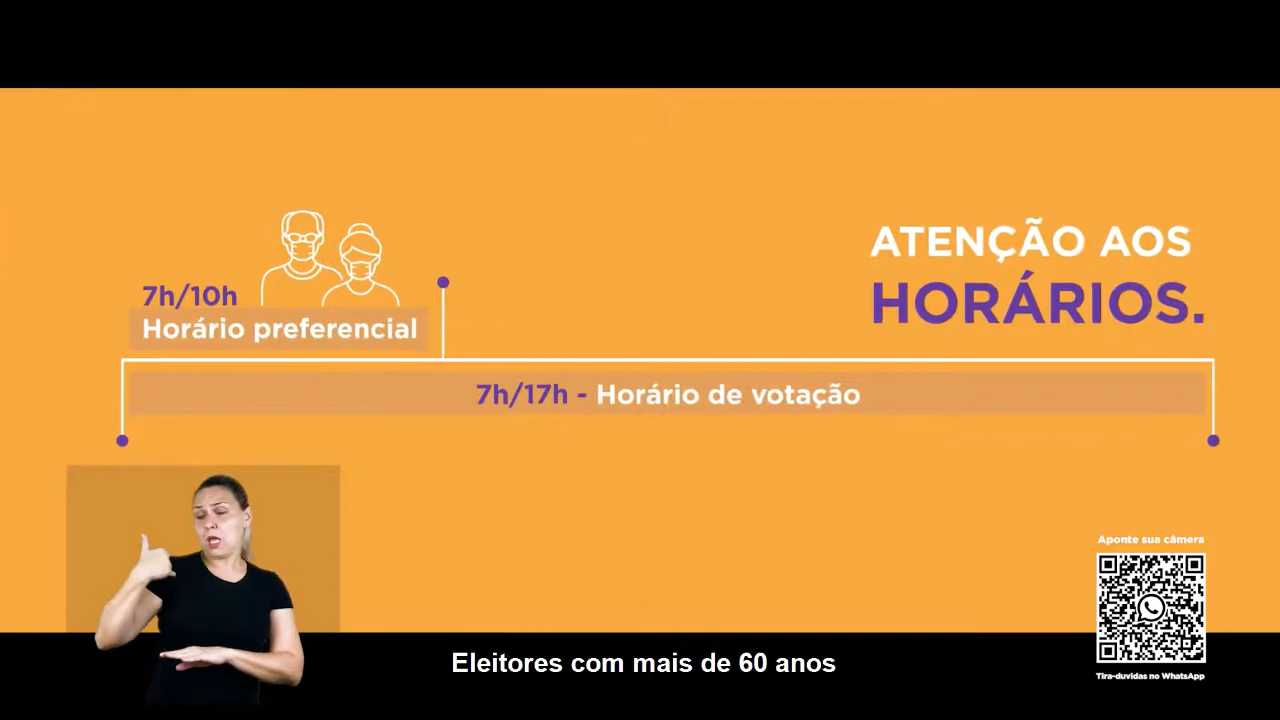 7h/10h
Horário preferencial
ATENÇÃO AOS
HORÁRIOS.
7h/17h - Horário de votação
Aponte sua câmera
Tira-duvidas no WhatsApp
Eleitores com mais de 60 anos